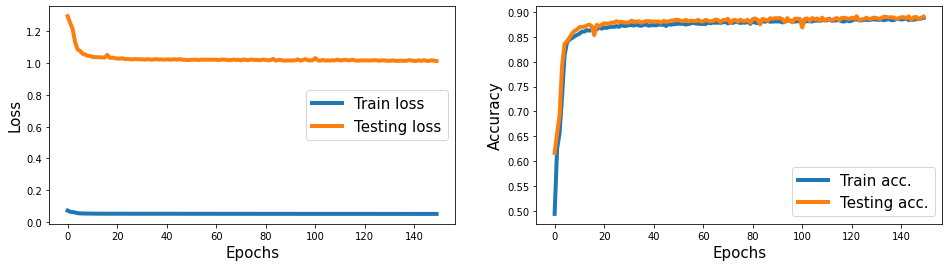 1.2
1.0
0.8
0.6
0.4
0.2
0.0
Loss
0 20 40 60 80 100 120 140
Epochs
Train loss
Testing loss
0.90
0.85
0.80
0.75
0.70
0.65
0.60
0.55
0.50
Accuracy
0 20 40 60 80 100 120 140
Epochs
Train acc.
Testing acc.